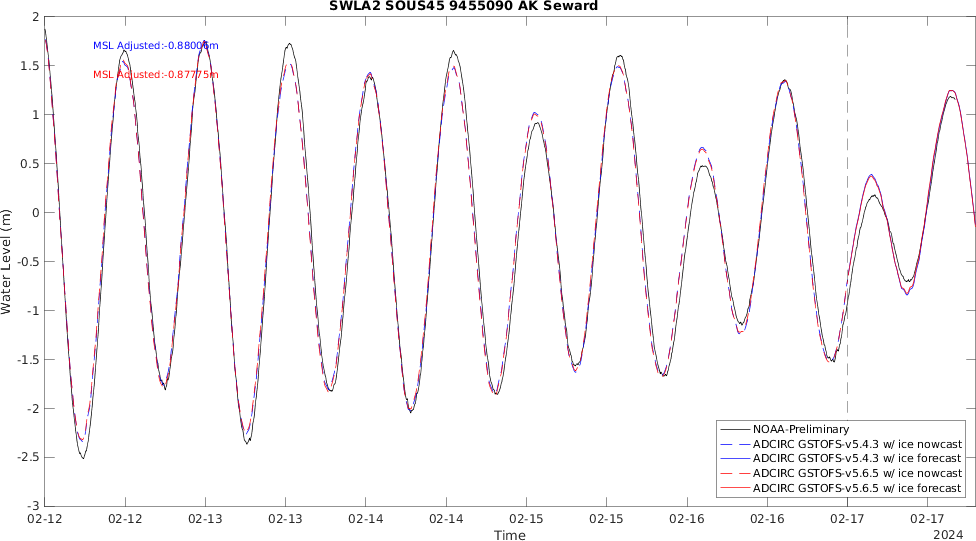 SWLA2 SOUS45 9455090 AK Seward
2
1.5
1
0.5
0
-0.5
-1
-1.5
-2
-2.5
-3
Water Level (m)
MSL Adjusted:-0.88006m
MSL Adjusted:-0.87775m
NOAA-Preliminary
ADCIRC GSTOFS-v5.4.3 w/ ice nowcast
ADCIRC GSTOFS-v5.4.3 w/ ice forecast
ADCIRC GSTOFS-v5.6.5 w/ ice nowcast
ADCIRC GSTOFS-v5.6.5 w/ ice forecast
02-12 02-12 02-13 02-13 02-14 02-14 02-15 02-15 02-16 02-16 02-17 02-17
Time
2024